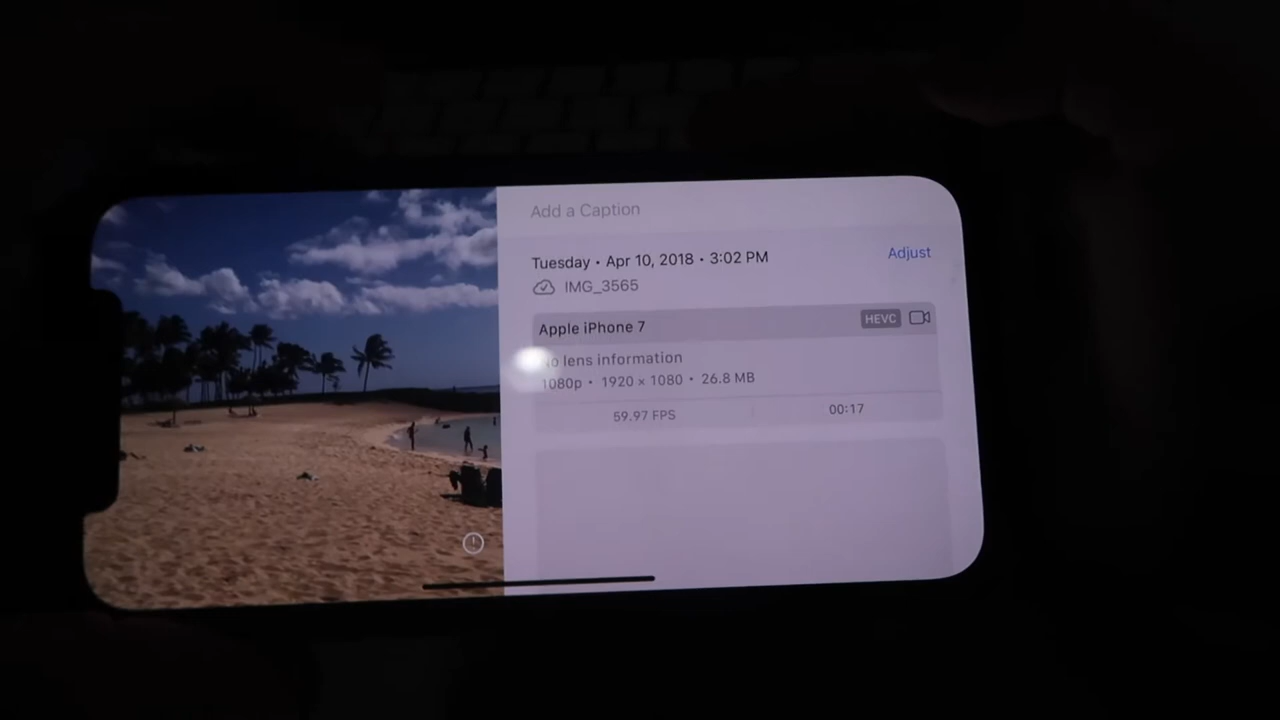 Add a Caption
Tuesday • Apr 10, 2018 • 3:02 PM
Adjust
IMG_3565
Apple iPhone 7
HEVC
No lens information
1080p • 1920 × 1080 • 26.8 MB
59.97 FPS
00:17